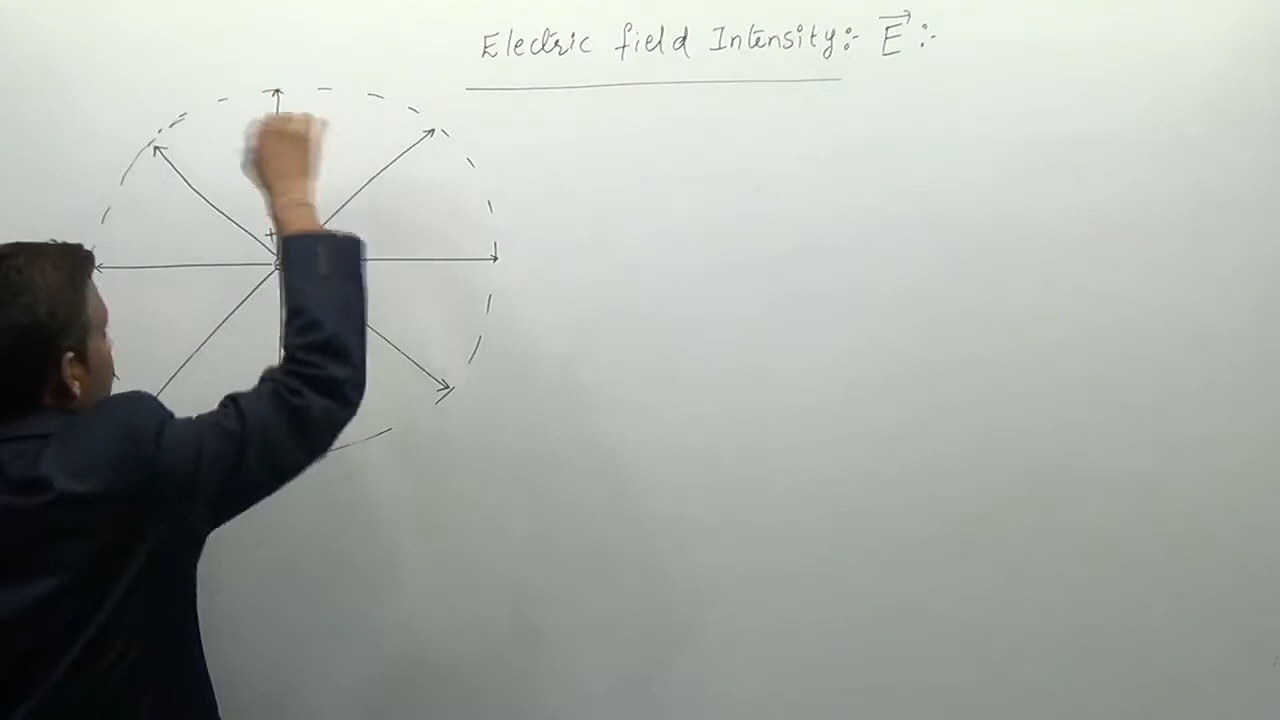 Electric field Intensity:- E⃗ :-
+